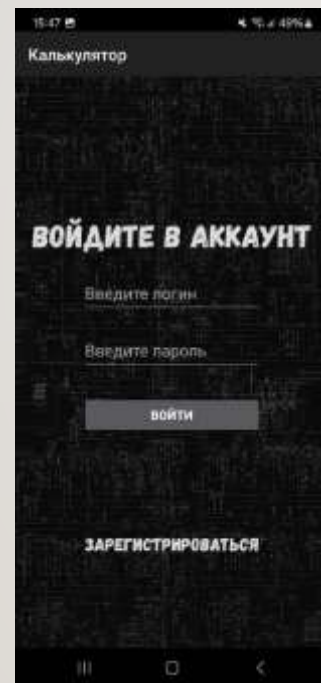 15:47
49%
Калькулятор
ВОЙДИТЕ В АККАУНТ
Введите логин
Введите пароль
ВОЙТИ
ЗАРЕГИСТРИРОВАТЬСЯ